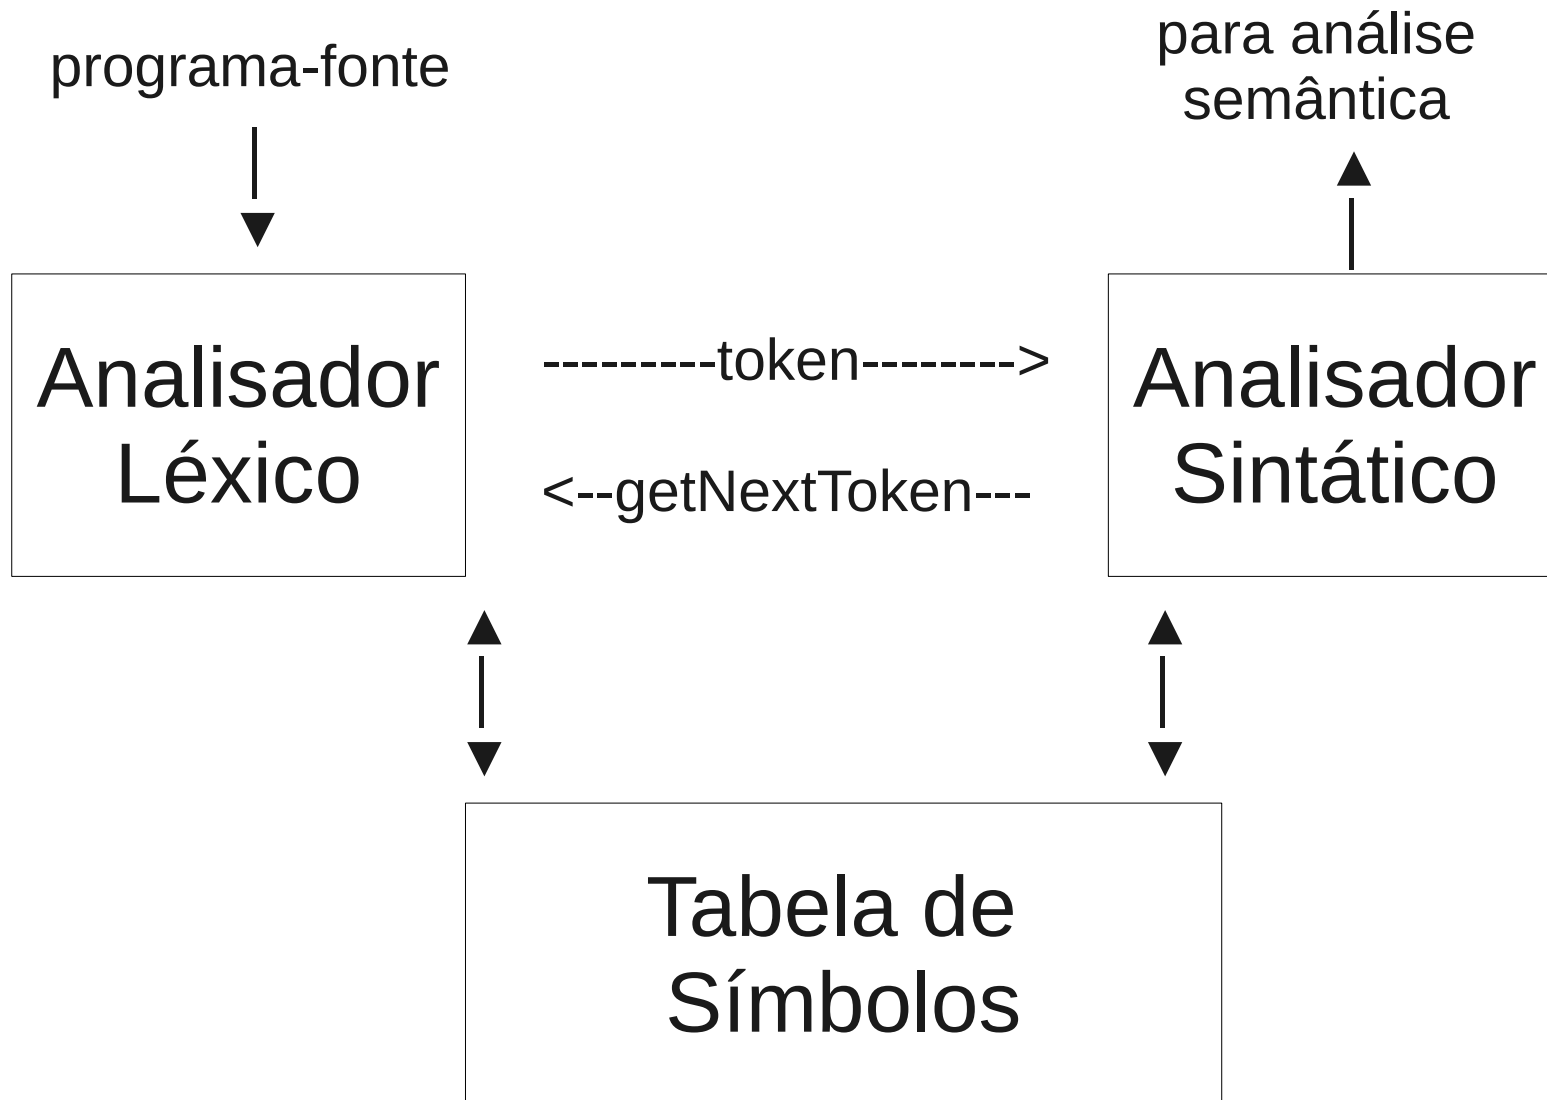 programa-fonte
para análise
semântica
Analisador
Léxico
---------token-------->
<--getNextToken---
Analisador
Sintático
Tabela de
Símbolos